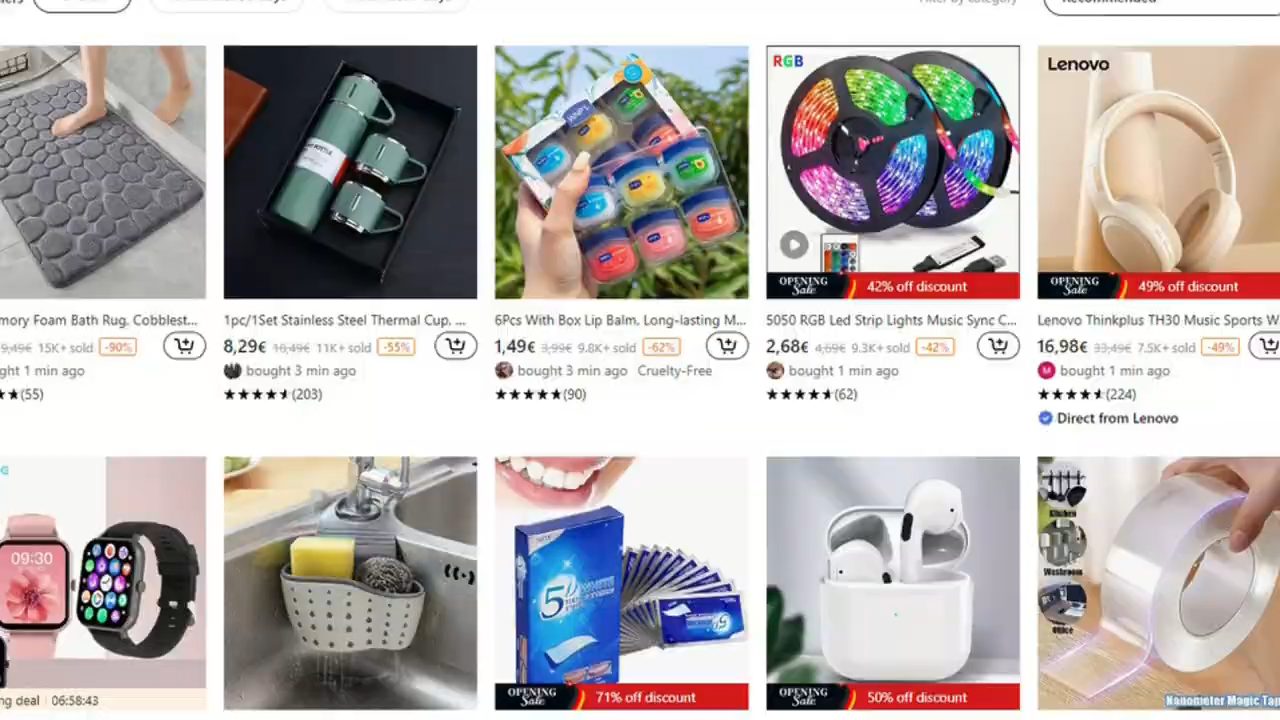 Recommended
Filter by category
RGB
OPENING
Sale
42% off discount
Lenovo
OPENING
Sale
49% off discount
mory Foam Bath Rug, Cobblest...
9,49€ 15K+ sold -90%
ght 1 min ago
(55)
1pc/1Set Stainless Steel Thermal Cup, ...
8,29€ 18,49€ 11K+ sold -55%
bought 3 min ago
(203)
6Pcs With Box Lip Balm, Long-lasting M...
1,49€ 3,99€ 9.8K+ sold -62%
bought 3 min ago Cruelty-Free
(90)
5050 RGB Led Strip Lights Music Sync C...
2,68€ 4,69€ 9.3K+ sold -42%
bought 1 min ago
(62)
Lenovo Thinkplus TH30 Music Sports W
16,98€ 33,49€ 7.5K+ sold -49%
M bought 1 min ago
(224)
Direct from Lenovo
09:30
ng deal 06:58:43
5D WHITE
OPENING
Sale
71% off discount
OPENING
Sale
50% off discount
Kitchen
Washroom
Office
Nanometer Magic Tap